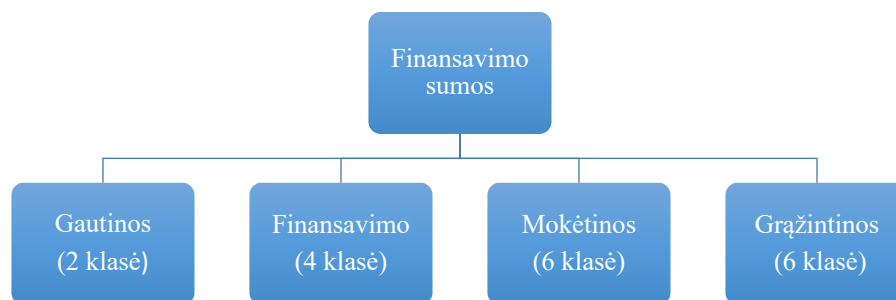 Finansavimo
sumos
Gautinos
(2 klasė)
Finansavimo
(4 klasė)
Mokėtinos
(6 klasė)
Grąžintinos
(6 klasė)